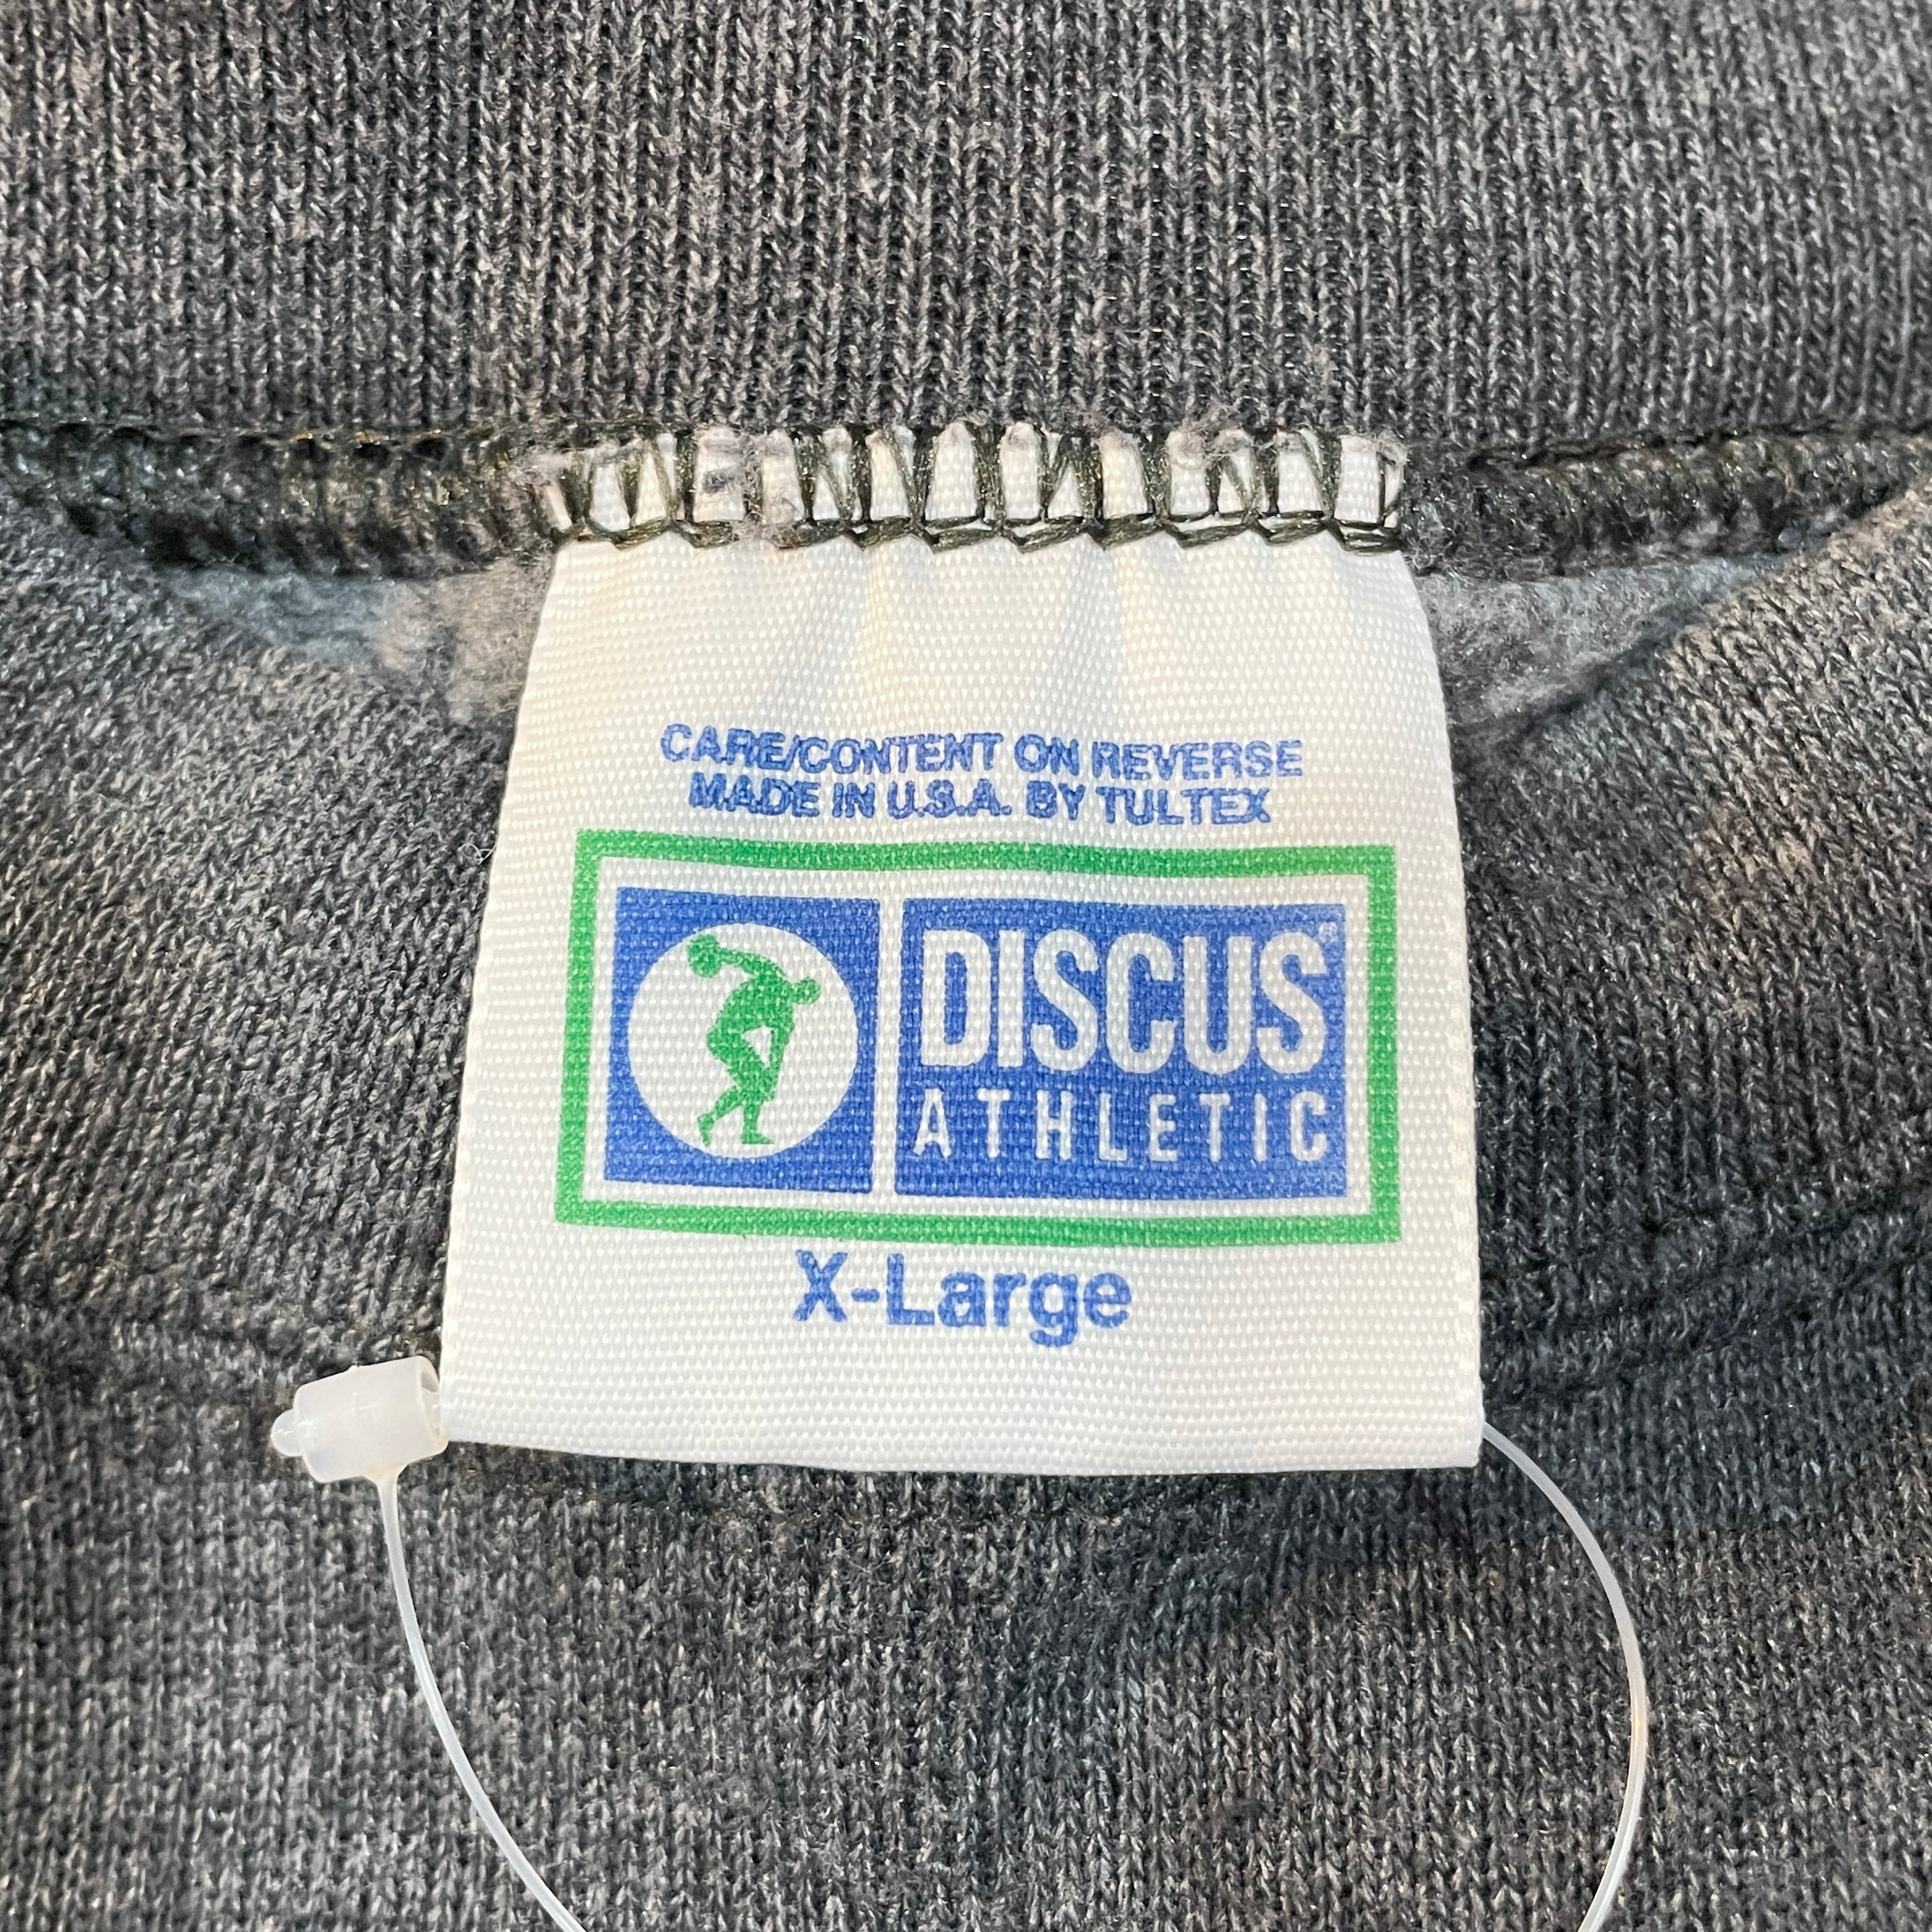 CARE/CONTENT ON REVERSE
MADE IN U.S.A. BY TULTEX
DISCUS®
ATHLETIC
X-Large